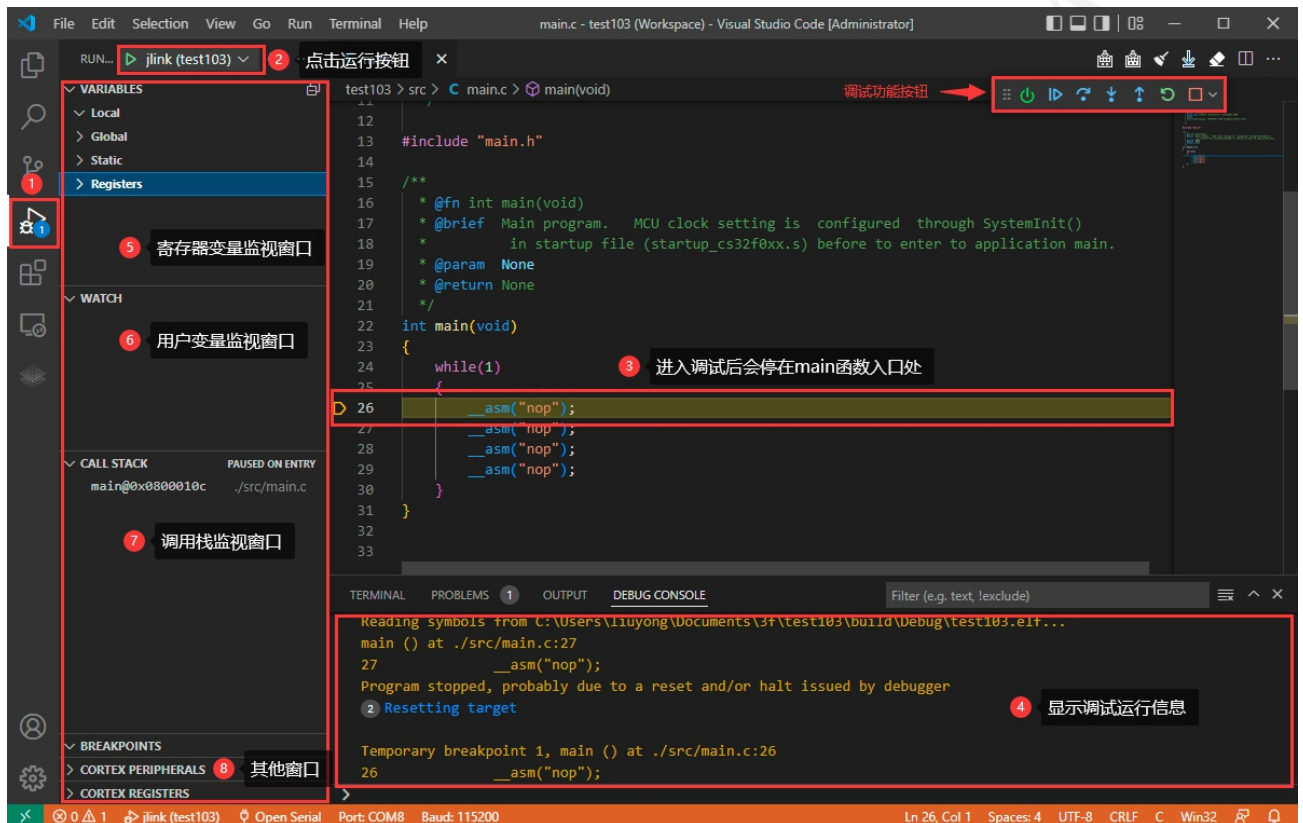 File Edit Selection View Go Run Terminal Help main.c - test103 (Workspace) - Visual Studio Code [Administrator]
RUN... jlink (test103) 2 点击运行按钮
VARIABLES
Local
Global
Static
Registers
1
1
5 寄存器变量监视窗口
WATCH
6 用户变量监视窗口
CALL STACK PAUSED ON ENTRY
main@0x0800010c ./src/main.c
7 调用栈监视窗口
BREAKPOINTS
CORTEX PERIPHERALS 8 其他窗口
CORTEX REGISTERS
test103 > src > C main.c > main(void)
调试功能按钮
11 */
12
13 #include "main.h"
14
15 /**
16 * @fn int main(void)
17 * @brief Main program. MCU clock setting is configured through SystemInit()
18 * in startup file (startup_cs32f0xx.s) before to enter to application main.
19 * @param None
20 * @return None
21 */
22 int main(void)
23 {
24 while(1)
3 进入调试后会停在main函数入口处
25 {
26 __asm("nop");
27 __asm("nop");
28 __asm("nop");
29 __asm("nop");
30 }
31 }
32
33
TERMINAL PROBLEMS 1 OUTPUT DEBUG CONSOLE Filter (e.g. text, !exclude)
Reading symbols from C:\Users\liuyong\Documents\3f\test103\build\Debug\test103.elf...
main () at ./src/main.c:27
27 __asm("nop");
Program stopped, probably due to a reset and/or halt issued by debugger
2 Resetting target
4 显示调试运行信息
Temporary breakpoint 1, main () at ./src/main.c:26
26 __asm("nop");
>
0 1 jlink (test103) Open Serial Port: COM8 Baud: 115200 Ln 26, Col 1 Spaces: 4 UTF-8 CRLF C Win32